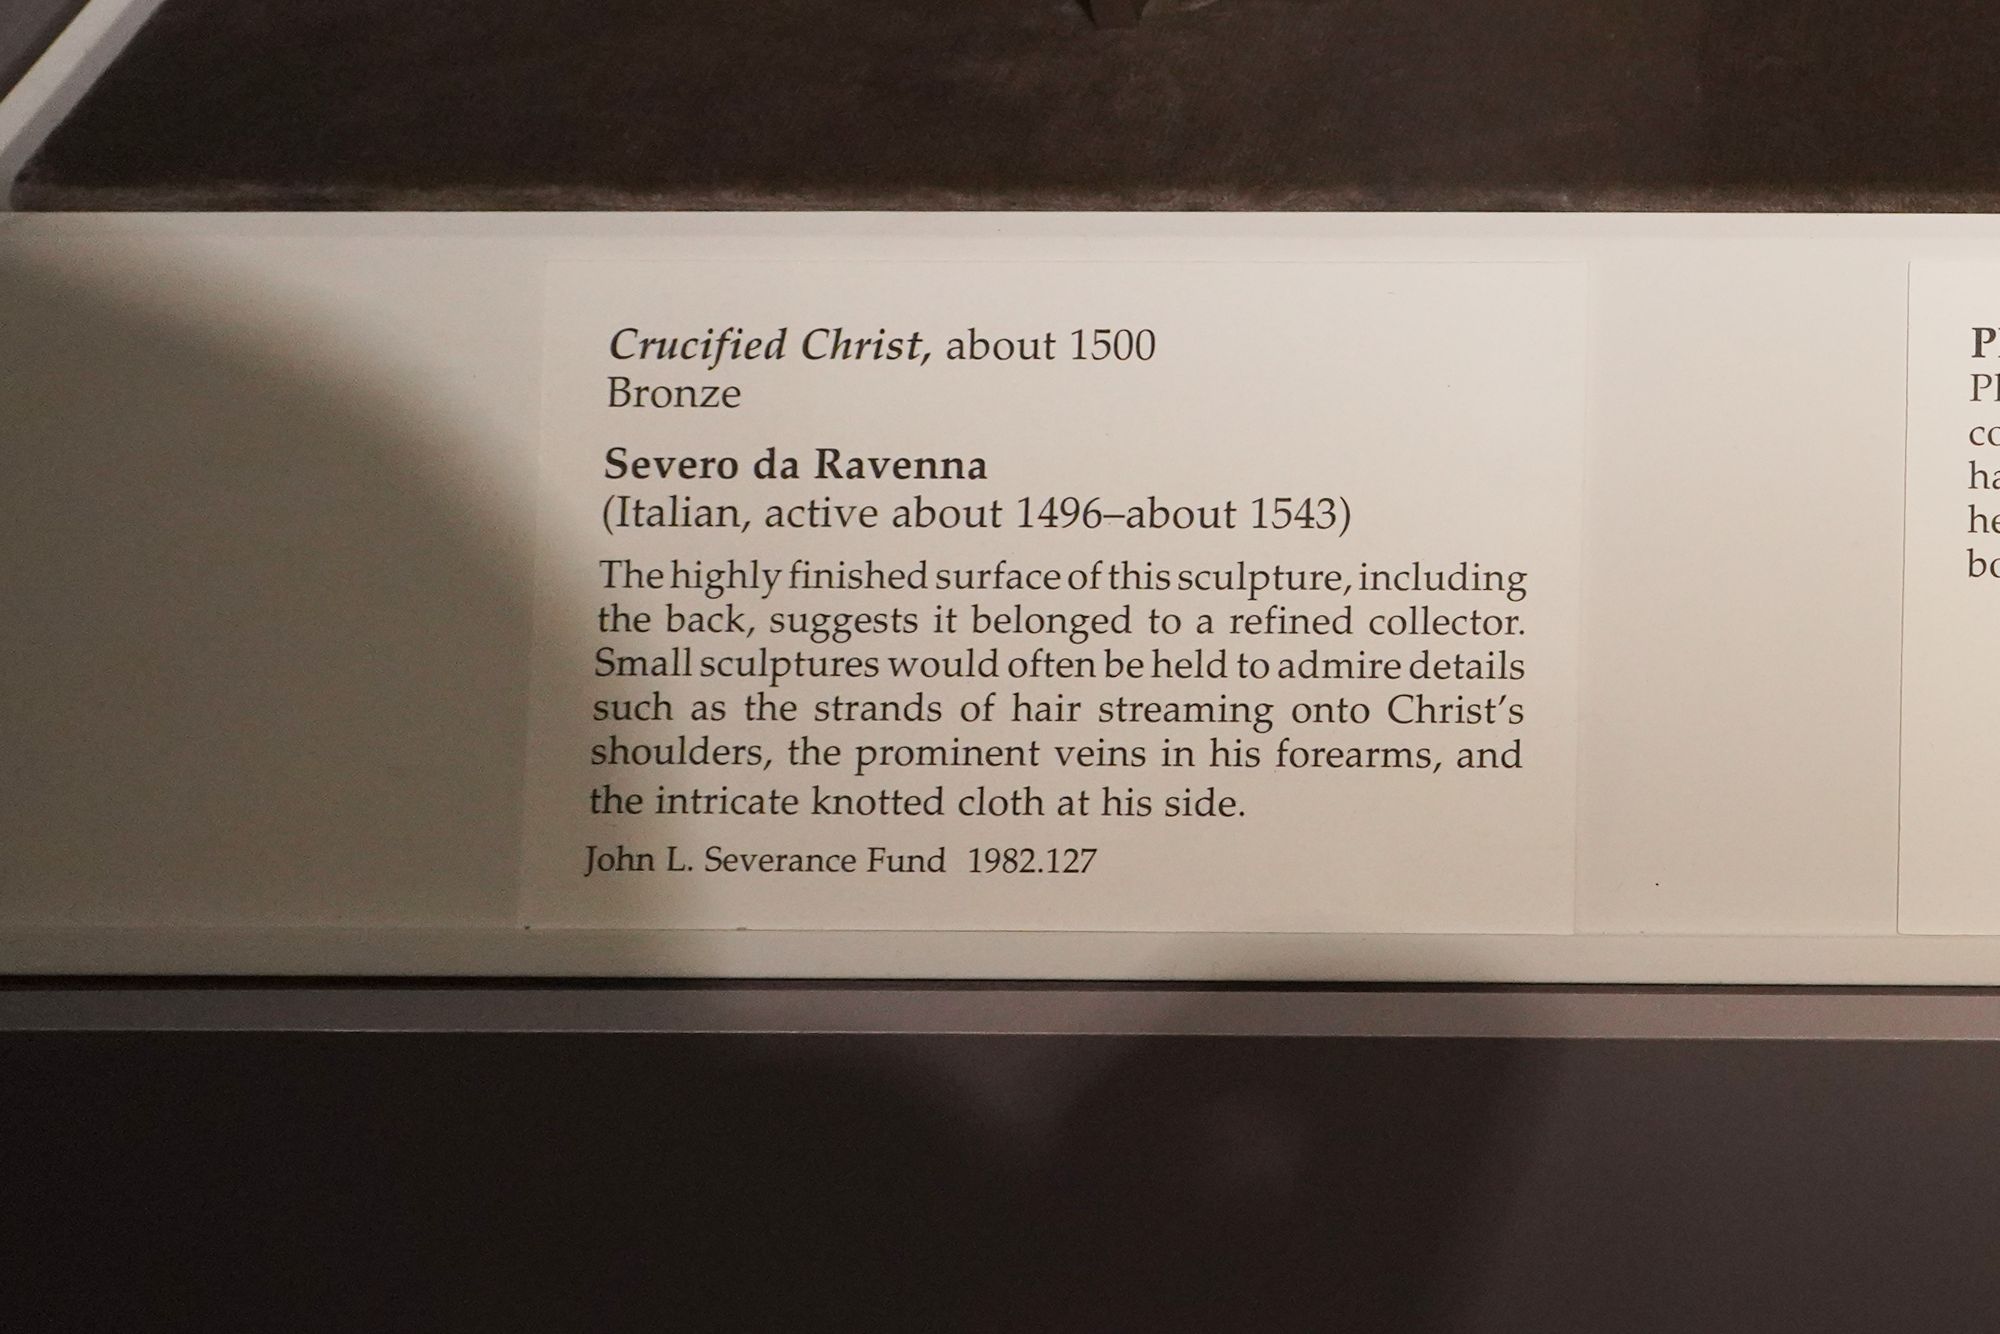 Crucified Christ, about 1500
Bronze
Severo da Ravenna
(Italian, active about 1496–about 1543)
The highly finished surface of this sculpture, including
the back, suggests it belonged to a refined collector.
Small sculptures would often be held to admire details
such as the strands of hair streaming onto Christ's
shoulders, the prominent veins in his forearms, and
the intricate knotted cloth at his side.
John L. Severance Fund 1982.127